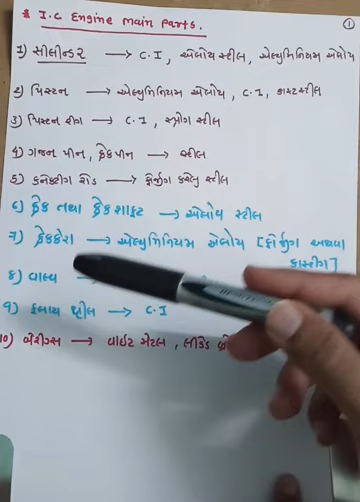 * I.C Engine Main Parts.
1
1) સીલીન્ડર → C.I, એલોય સ્ટીલ, એલ્યુમિનિયમ એલોય
2) પિસ્ટન → એલ્યુમિનિયમ એલોય, C.I, કાસ્ટસ્ટીલ
3) પિસ્ટન રીંગ → C.I, સ્પ્રીંગ સ્ટીલ
4) ગજન પીન, ક્રેકપીન → સ્ટીલ
5) કનેક્ટીંગ રોડ → ફોર્જીંગ કરેલુ સ્ટીલ
6) ક્રેક તથા ક્રેકશાફ્ટ → એલોય સ્ટીલ
7) ક્રેકકેશ → એલ્યુમિનિયમ એલોય [ફોર્જીંગ અથવા
કાસ્ટીંગ]
8) વાલ્વ →
9) ફલાય વ્હીલ → C.I
10) બેરીંગ્સ → વાઇટ મેટલ, લીડેડ